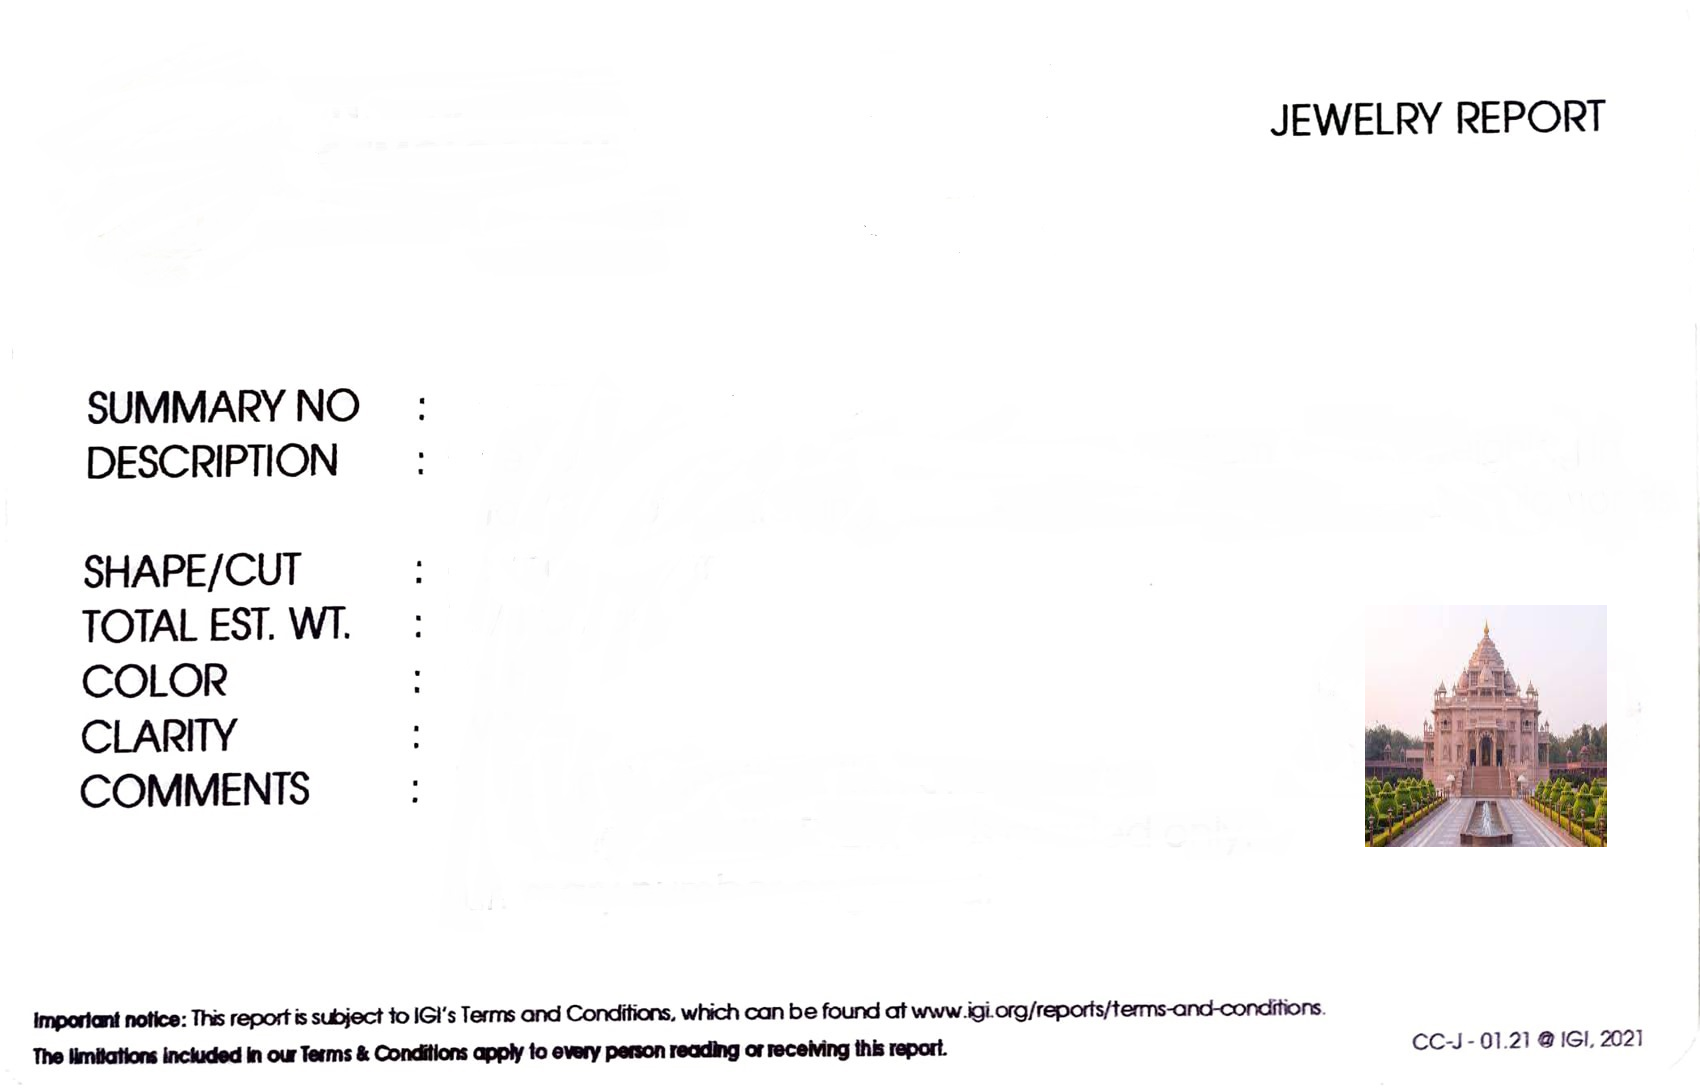 JEWELRY REPORT
SUMMARY NO :
DESCRIPTION :
SHAPE/CUT :
TOTAL EST. WT. :
COLOR :
CLARITY :
COMMENTS :
Important notice: This report is subject to IGI's Terms and Conditions, which can be found at www.igi.org/reports/terms-and-conditions.
The limitations included in our Terms & Conditions apply to every person reading or receiving this report.
CC-J - 01.21 @ IGI, 2021